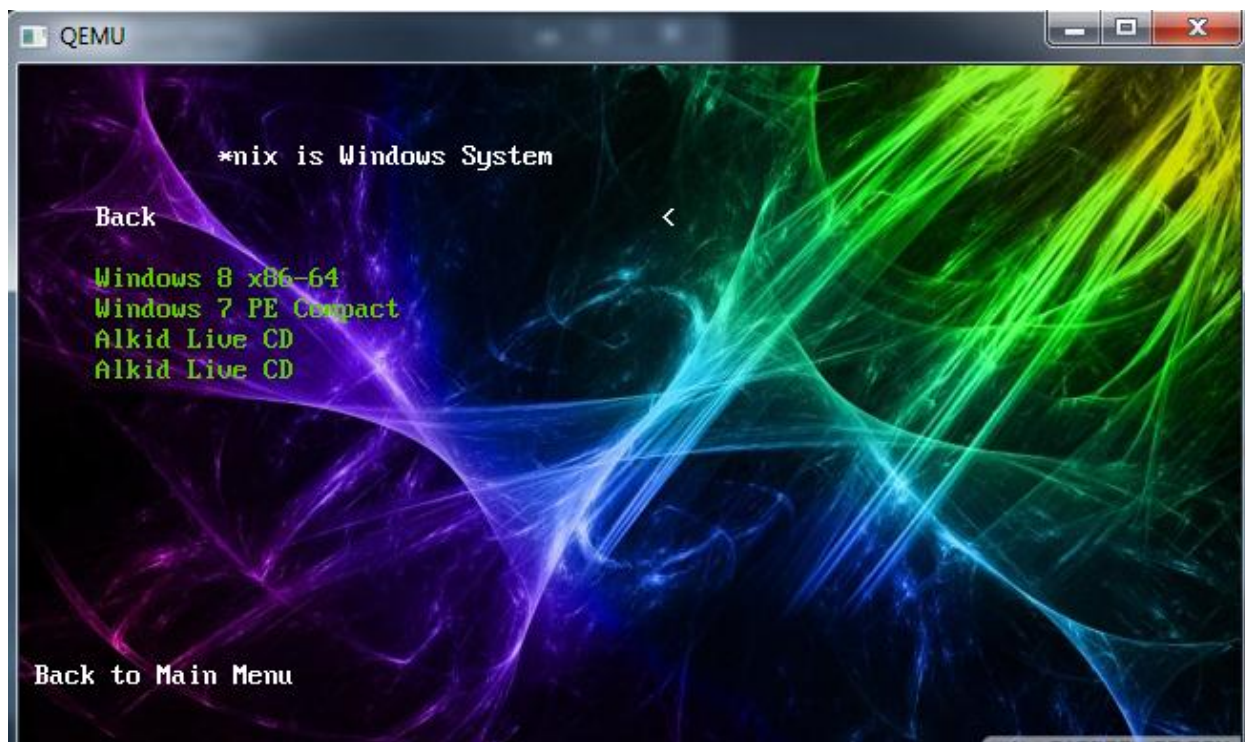 QEMU
*nix is Windows System
Back <
Windows 8 x86-64
Windows 7 PE Compact
Alkid Live CD
Alkid Live CD
Back to Main Menu